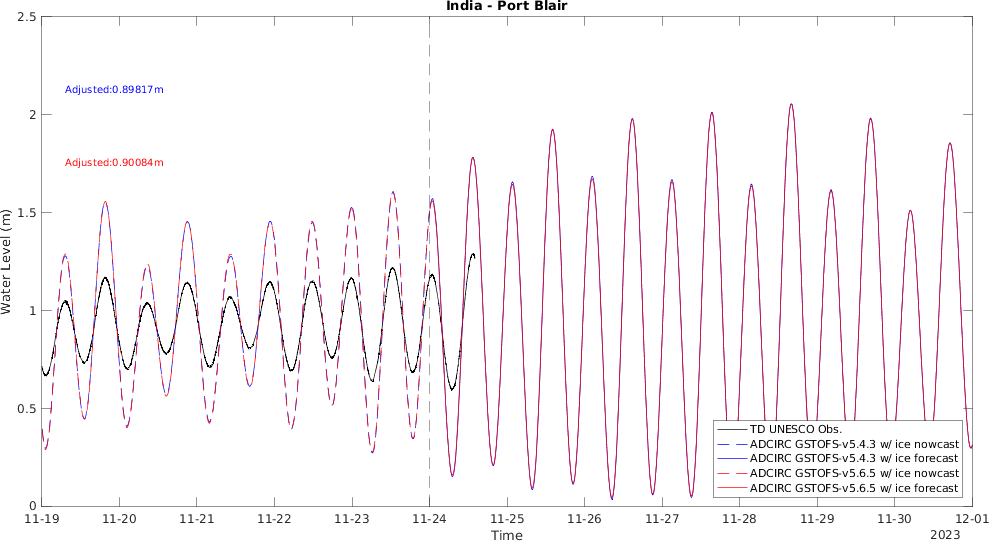 India - Port Blair
2.5
2
1.5
1
0.5
0
Water Level (m)
Adjusted:0.89817m
Adjusted:0.90084m
TD UNESCO Obs.
ADCIRC GSTOFS-v5.4.3 w/ ice nowcast
ADCIRC GSTOFS-v5.4.3 w/ ice forecast
ADCIRC GSTOFS-v5.6.5 w/ ice nowcast
ADCIRC GSTOFS-v5.6.5 w/ ice forecast
11-19 11-20 11-21 11-22 11-23 11-24 11-25 11-26 11-27 11-28 11-29 11-30 12-01
Time
2023